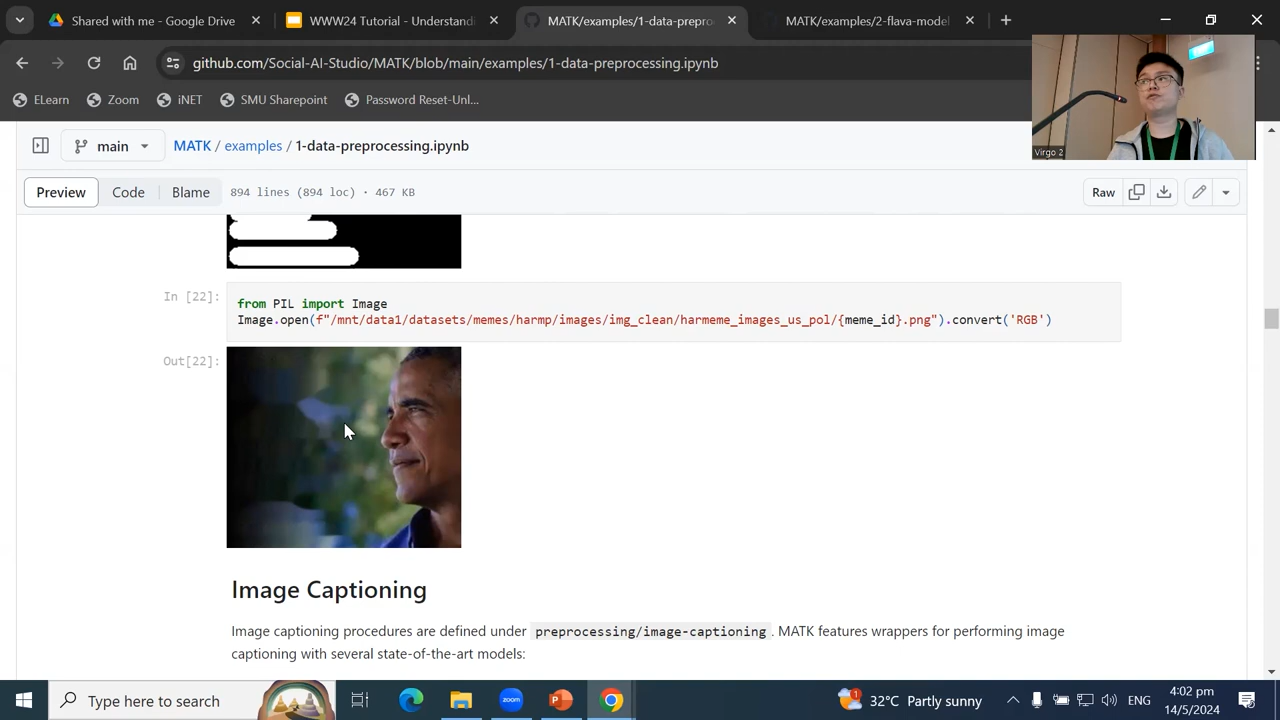 Shared with me - Google Drive
WWW24 Tutorial - Understandi
MATK/examples/1-data-prepro
MATK/examples/2-flava-model
github.com/Social-AI-Studio/MATK/blob/main/examples/1-data-preprocessing.ipynb
ELearn
Zoom
iNET
SMU Sharepoint
Password Reset-Unl...
Virgo 2
main
MATK / examples / 1-data-preprocessing.ipynb
Preview
Code
Blame
894 lines (894 loc) · 467 KB
Raw
In [22]:
from PIL import Image
Image.open(f"/mnt/data1/datasets/memes/harmp/images/img_clean/harmeme_images_us_pol/{meme_id}.png").convert('RGB')
Out[22]:
Image Captioning
Image captioning procedures are defined under preprocessing/image-captioning . MATK features wrappers for performing image
captioning with several state-of-the-art models:
Type here to search
zoom
1
32°C Partly sunny
ENG
4:02 pm
14/5/2024